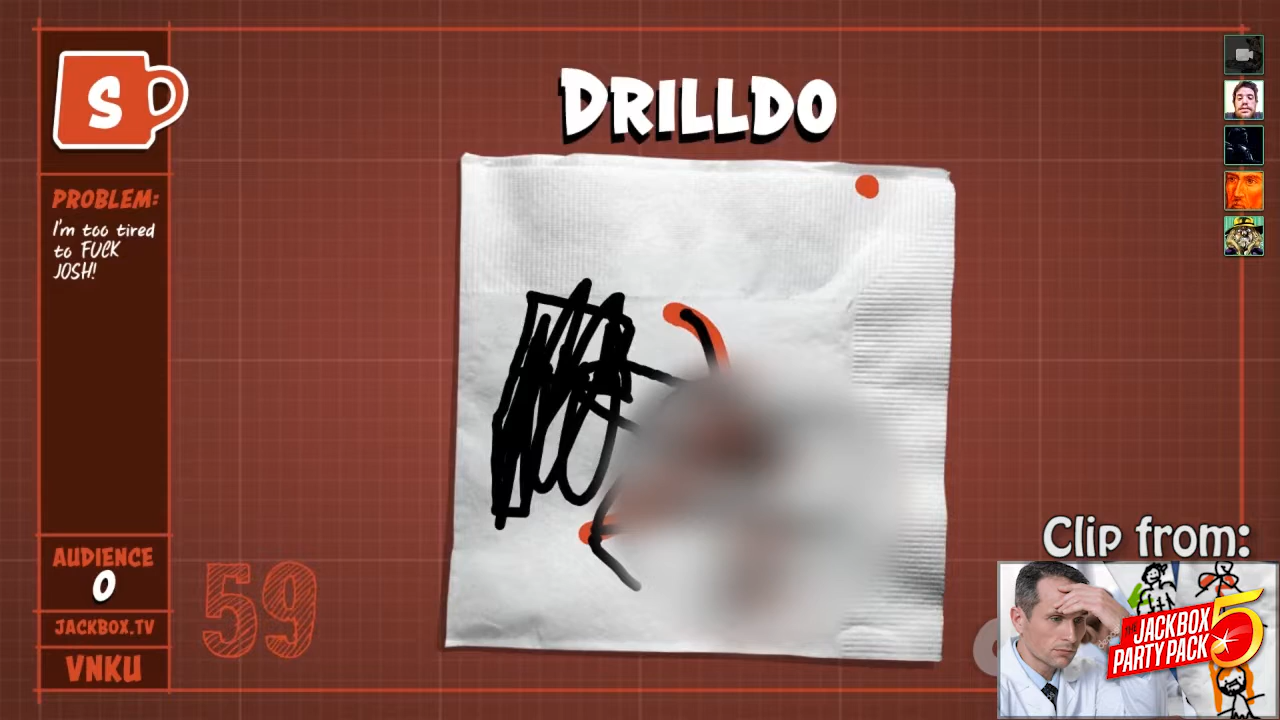 S
DRILLDO
PROBLEM:
I'm too tired
to FUCK
JOSH!
AUDIENCE
0
JACKBOX.TV
VNKU
59
Clip from:
JACKBOX
PARTY PACK
5